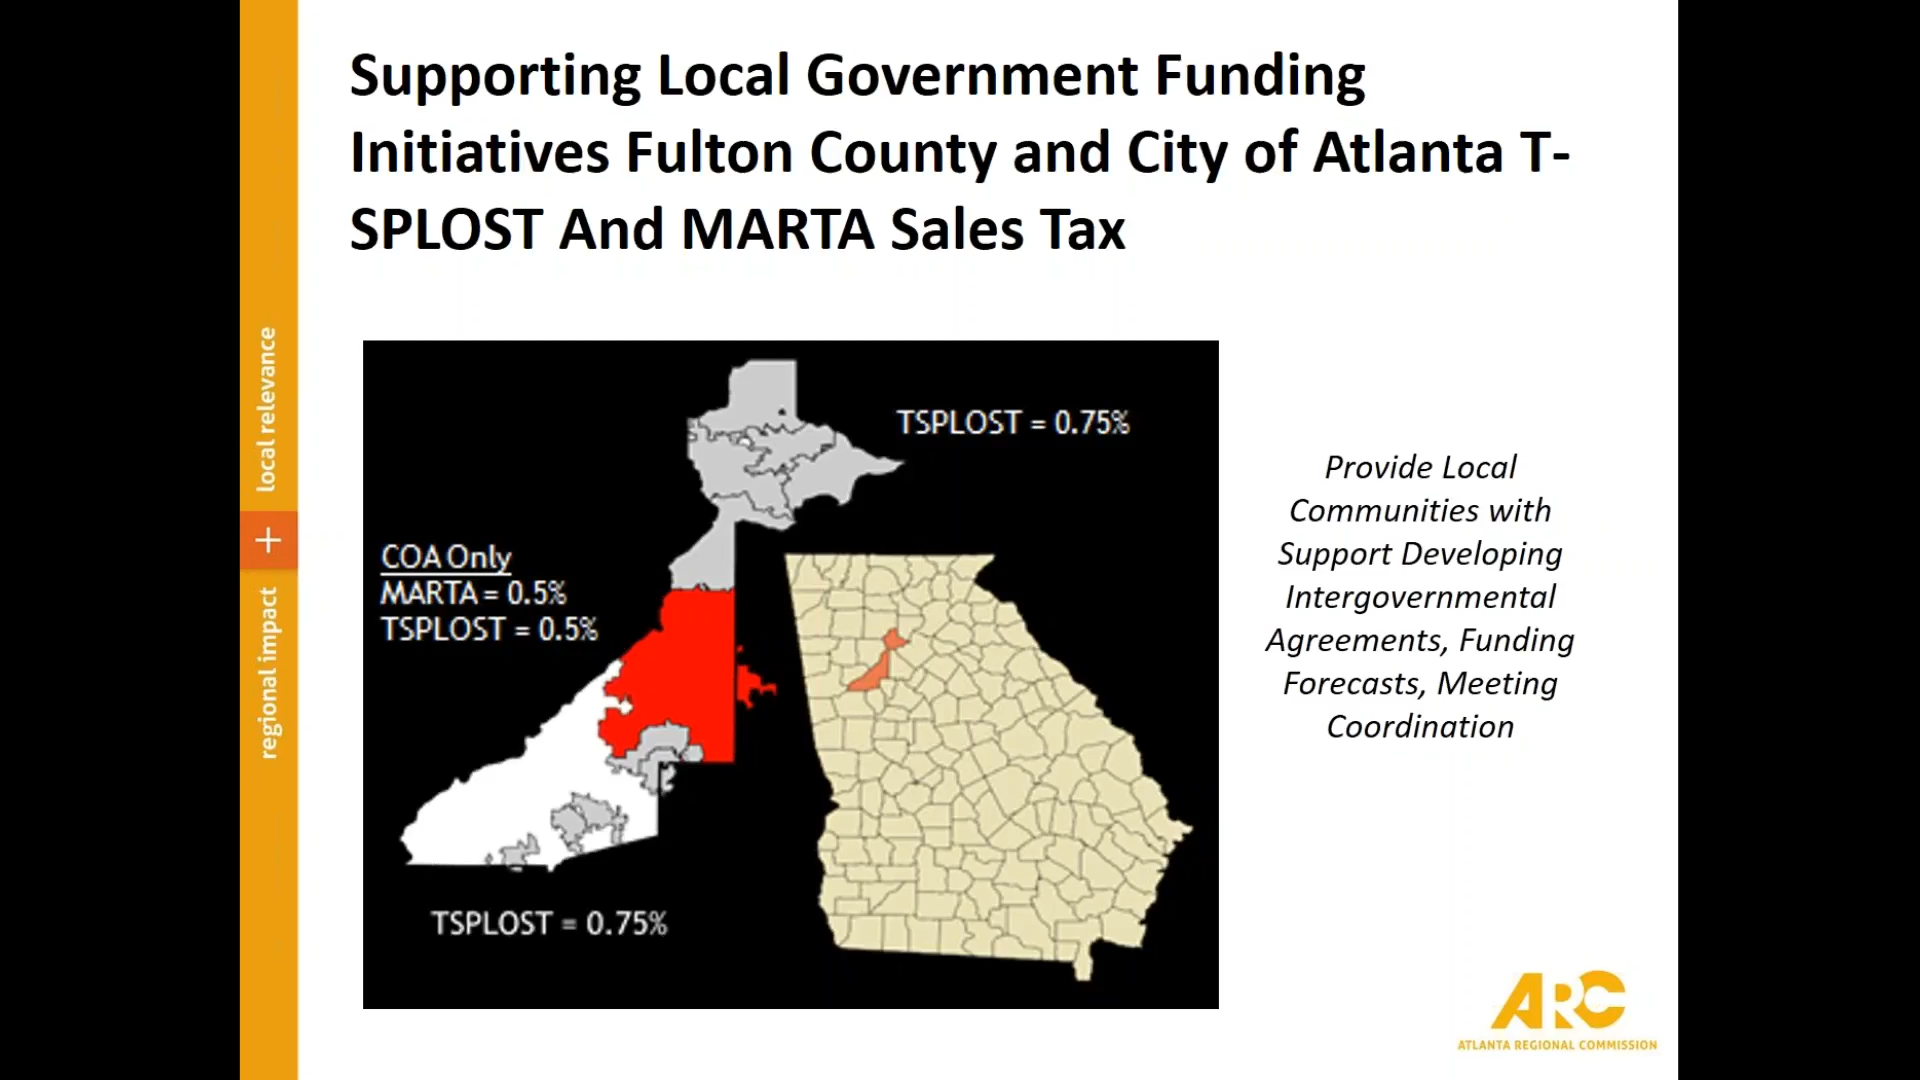 Supporting Local Government Funding
Initiatives Fulton County and City of Atlanta T-
SPLOST And MARTA Sales Tax
local relevance
+
regional impact
TSPLOST = 0.75%
COA Only
MARTA = 0.5%
TSPLOST = 0.5%
TSPLOST = 0.75%
Provide Local
Communities with
Support Developing
Intergovernmental
Agreements, Funding
Forecasts, Meeting
Coordination
ARC
ATLANTA REGIONAL COMMISSION